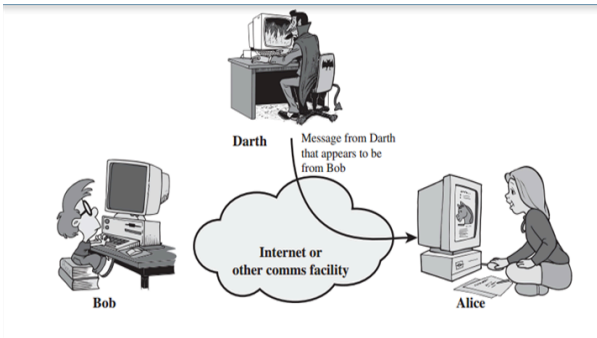 Darth
Message from Darth
that appears to be
from Bob
Internet or
other comms facility
Bob
Alice